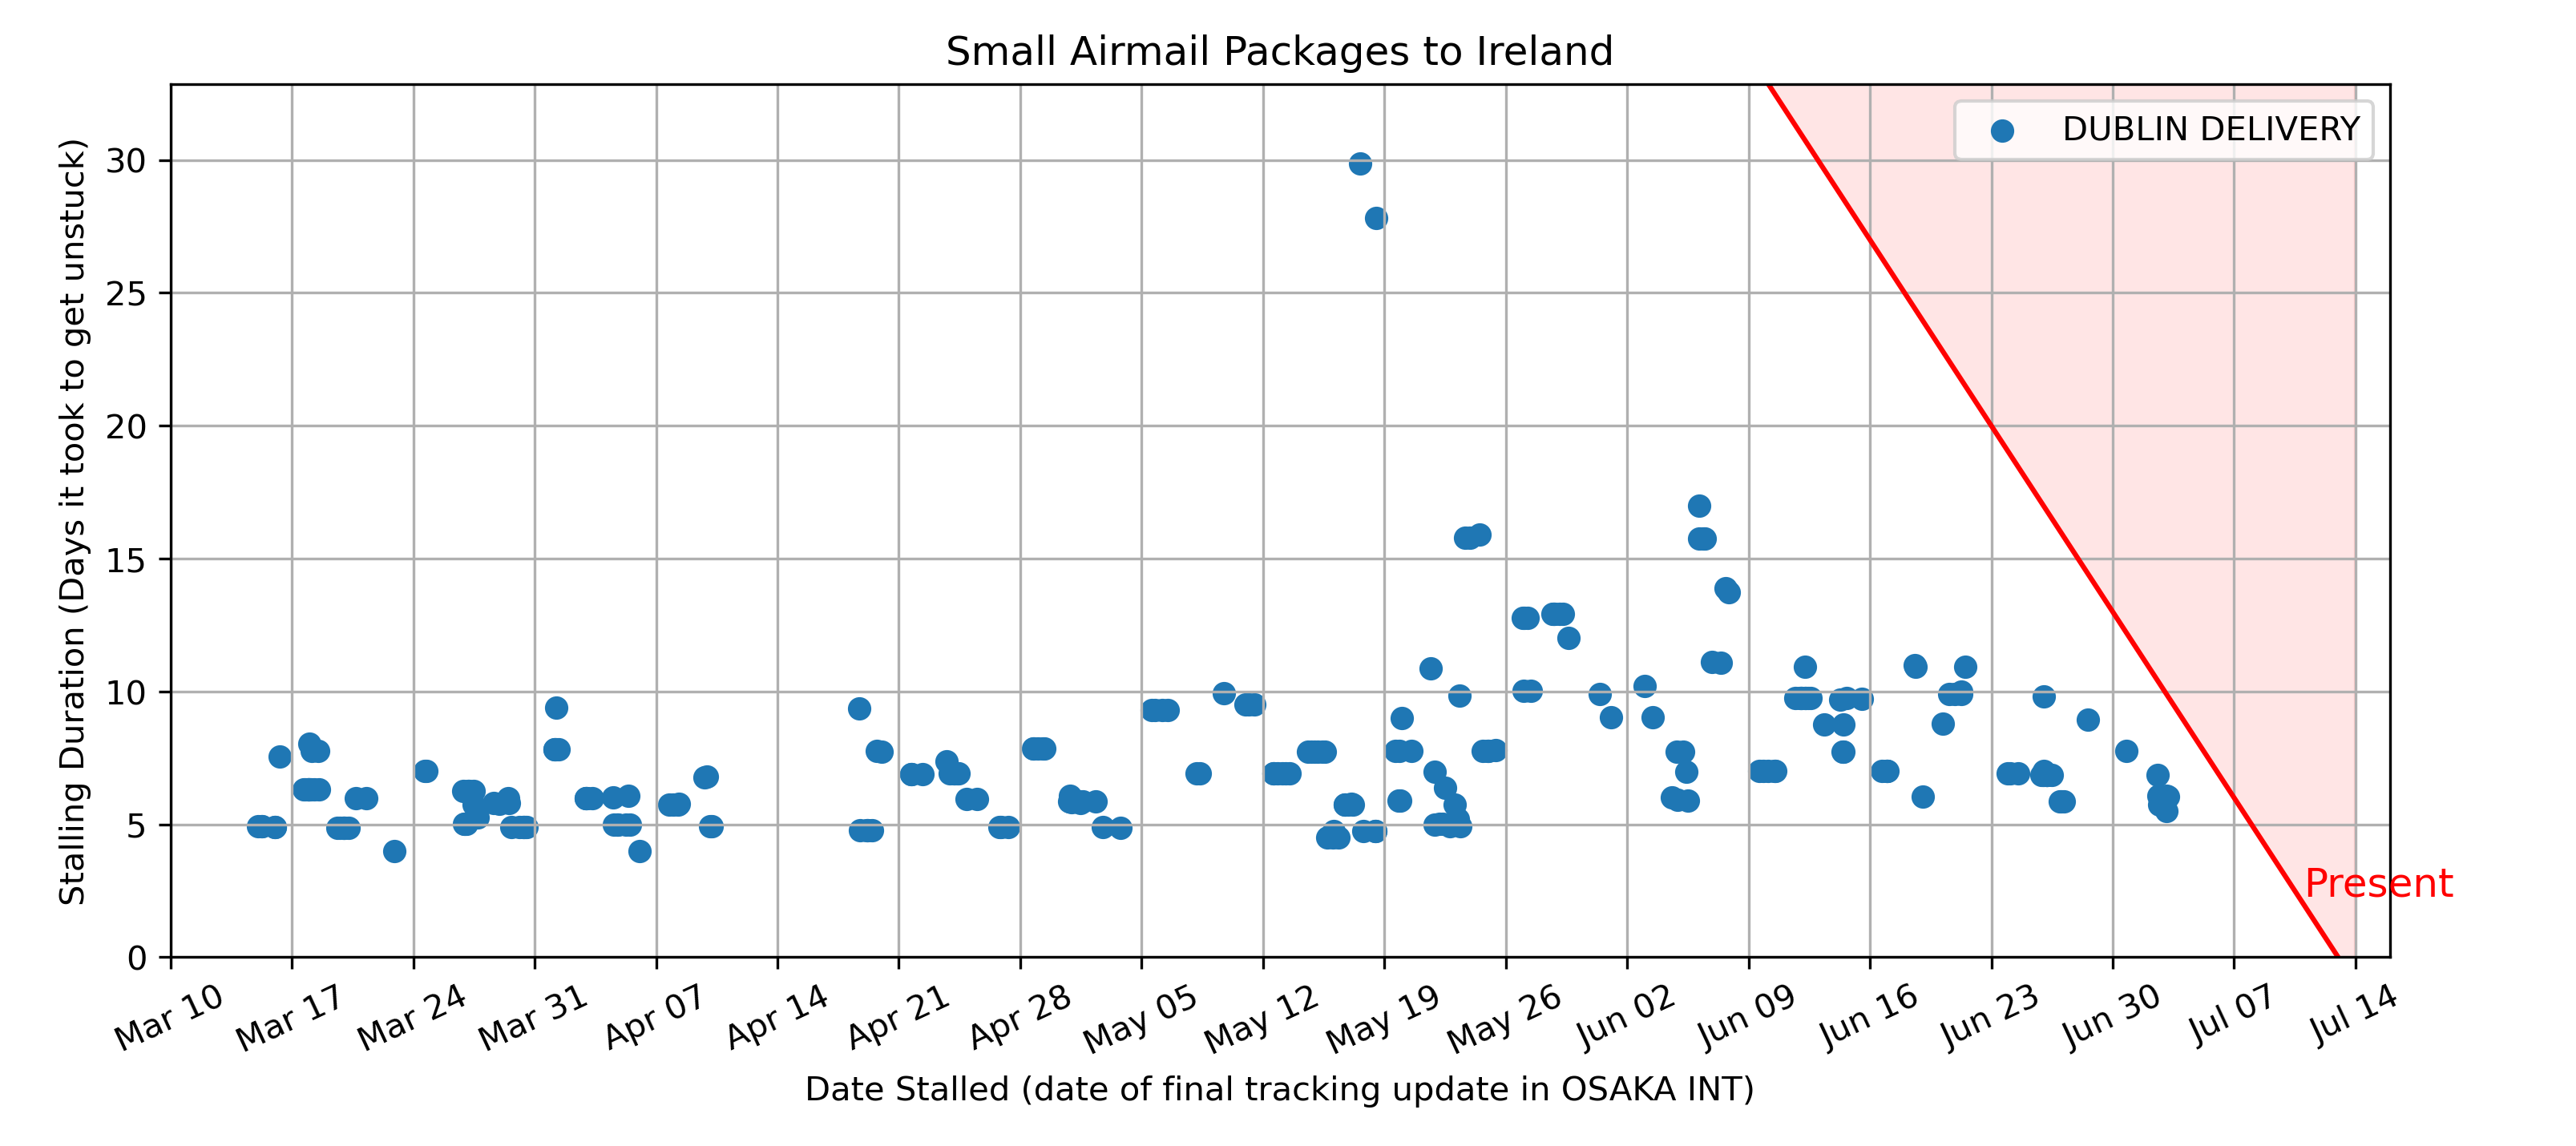 Small Airmail Packages to Ireland
DUBLIN DELIVERY
Stalling Duration (Days it took to get unstuck)
30
25
20
15
10
5
0
Present
Mar 10
Mar 17
Mar 24
Mar 31
Apr 07
Apr 14
Apr 21
Apr 28
May 05
May 12
May 19
May 26
Jun 02
Jun 09
Jun 16
Jun 23
Jun 30
Jul 07
Jul 14
Date Stalled (date of final tracking update in OSAKA INT)